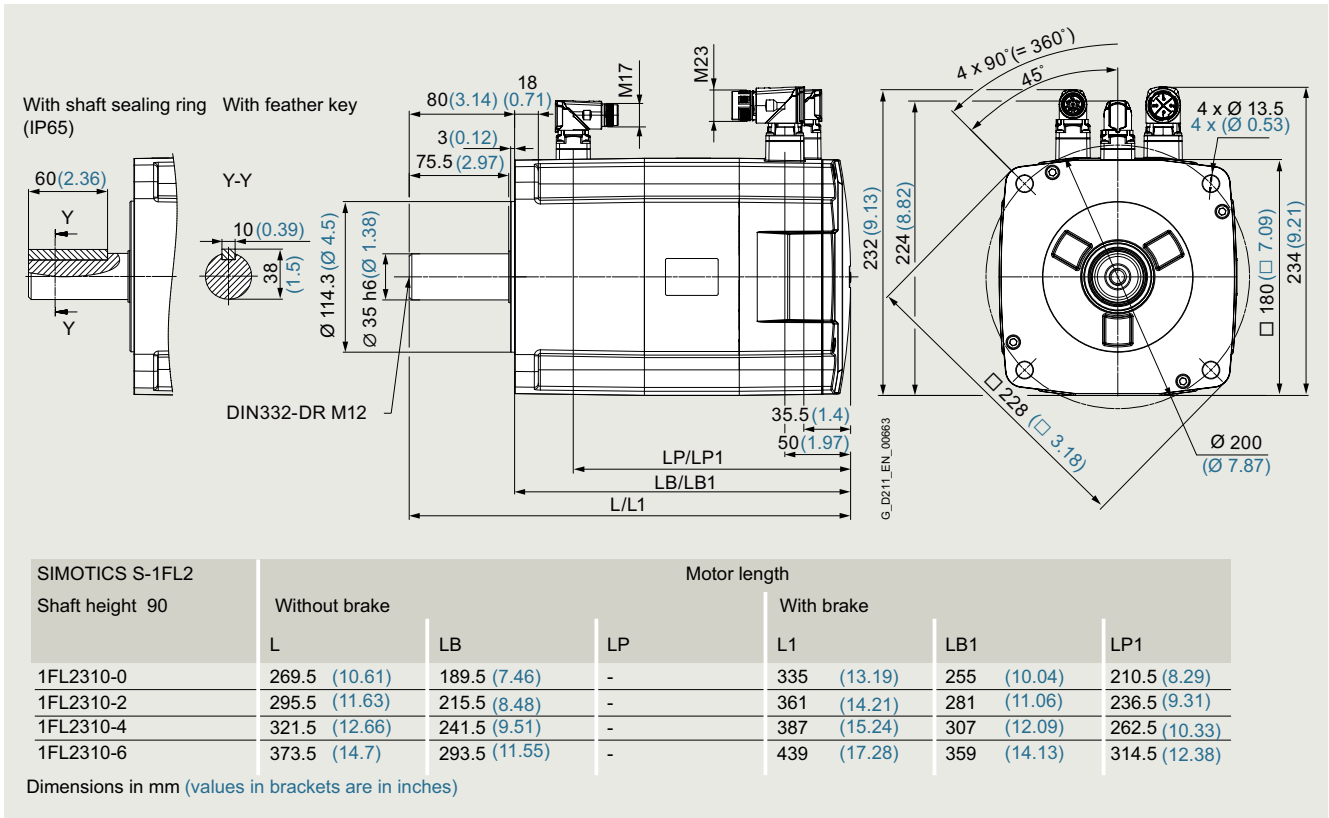 With shaft sealing ring
(IP65)
With feather key
60(2.36)
Y
Y
Y-Y
10(0.39)
38
(1.5)
18
80(3.14) (0.71)
3(0.12)
75.5(2.97)
M17
M23
Ø 114.3(Ø 4.5)
Ø 35 h6(Ø 1.38)
DIN332-DR M12
35.5(1.4)
50(1.97)
LP/LP1
LB/LB1
L/L1
G_D211_EN_00663
4 x 90˚(= 360˚)
45˚
4 x Ø 13.5
4 x (Ø 0.53)
232 (9.13)
224 (8.82)
□ 180 (□ 7.09)
234 (9.21)
□ 228 (□ 3.18)
Ø 200
(Ø 7.87)
SIMOTICS S-1FL2 Motor length
Shaft height 90 Without brake With brake
L LB LP L1 LB1 LP1
1FL2310-0 269.5 (10.61) 189.5 (7.46) - 335 (13.19) 255 (10.04) 210.5 (8.29)
1FL2310-2 295.5 (11.63) 215.5 (8.48) - 361 (14.21) 281 (11.06) 236.5 (9.31)
1FL2310-4 321.5 (12.66) 241.5 (9.51) - 387 (15.24) 307 (12.09) 262.5 (10.33)
1FL2310-6 373.5 (14.7) 293.5 (11.55) - 439 (17.28) 359 (14.13) 314.5 (12.38)
Dimensions in mm (values in brackets are in inches)